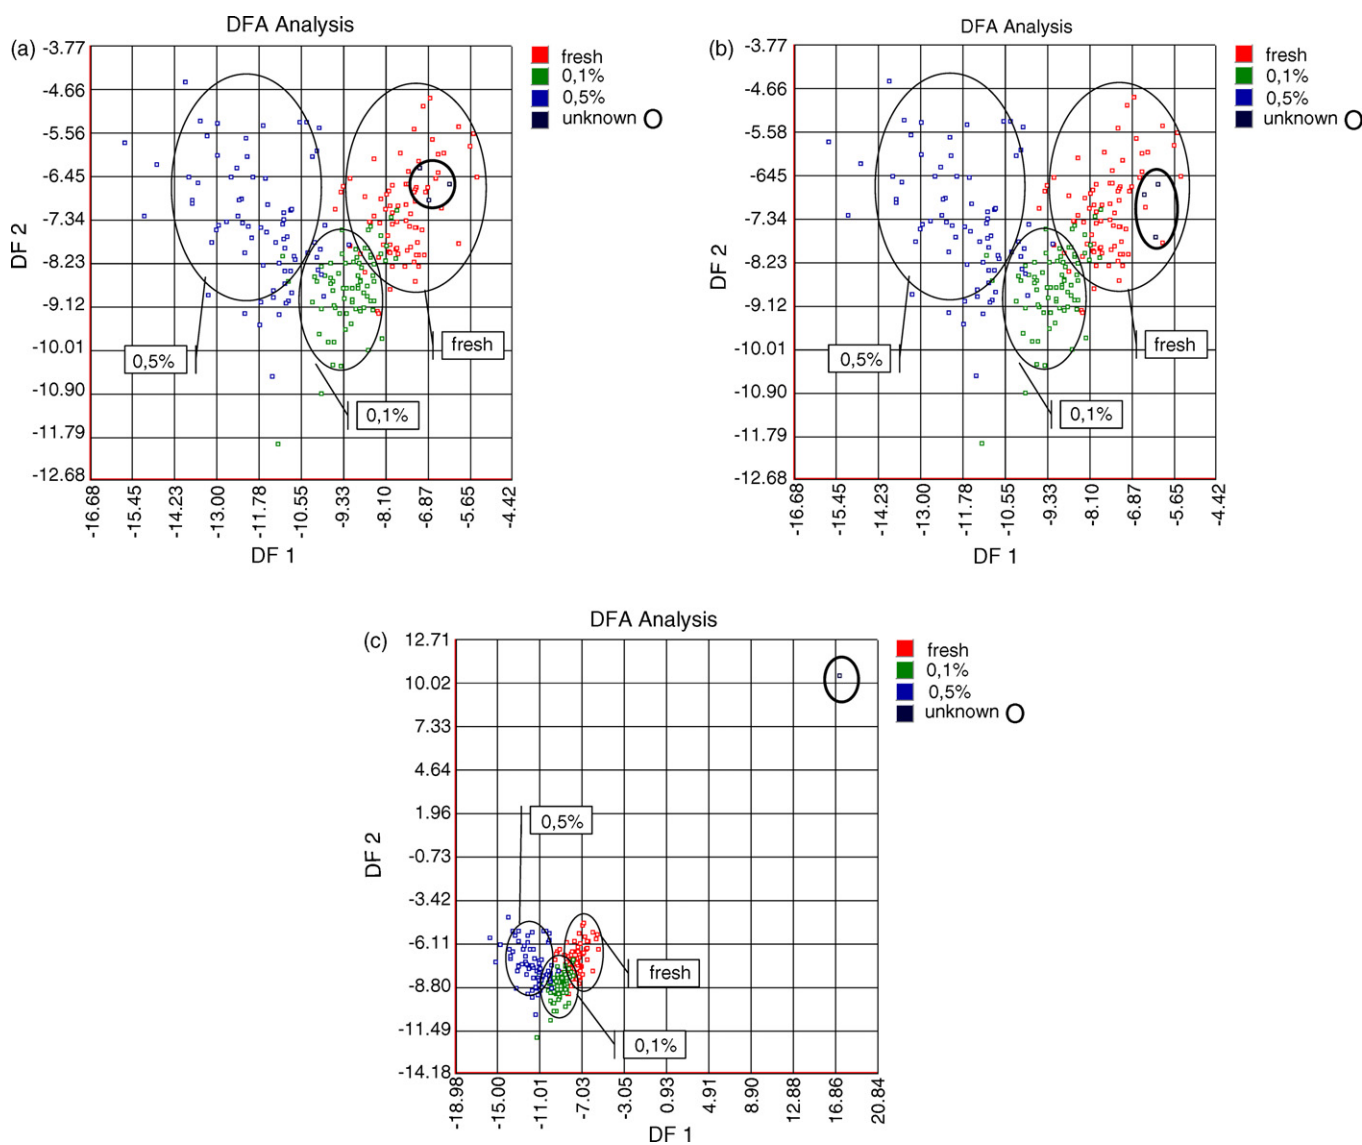 (a)
DFA Analysis
-3.77
-4.66
-5.56
-6.45
-7.34
-8.23
-9.12
-10.01
-10.90
-11.79
-12.68
DF 2
-16.68 -15.45 -14.23 -13.00 -11.78 -10.55 -9.33 -8.10 -6.87 -5.65 -4.42
DF 1
fresh
0,1%
0,5%
unknown
0,5%
0,1%
fresh
(b)
DFA Analysis
-3.77
-4.66
-5.58
-6.45
-7.34
-8.23
-9.12
-10.01
-10.90
-11.79
-12.68
DF 2
-16.68 -15.45 -14.23 -13.00 -11.78 -10.55 -9.33 -8.10 -6.87 -5.65 -4.42
DF 1
fresh
0,1%
0,5%
unknown
0,5%
0,1%
fresh
(c)
DFA Analysis
12.71
10.02
7.33
4.64
1.96
-0.73
-3.42
-6.11
-8.80
-11.49
-14.18
DF 2
-18.98 -15.00 -11.01 -7.03 -3.05 0.93 4.91 8.90 12.88 16.86 20.84
DF 1
fresh
0,1%
0,5%
unknown
0,5%
fresh
0,1%